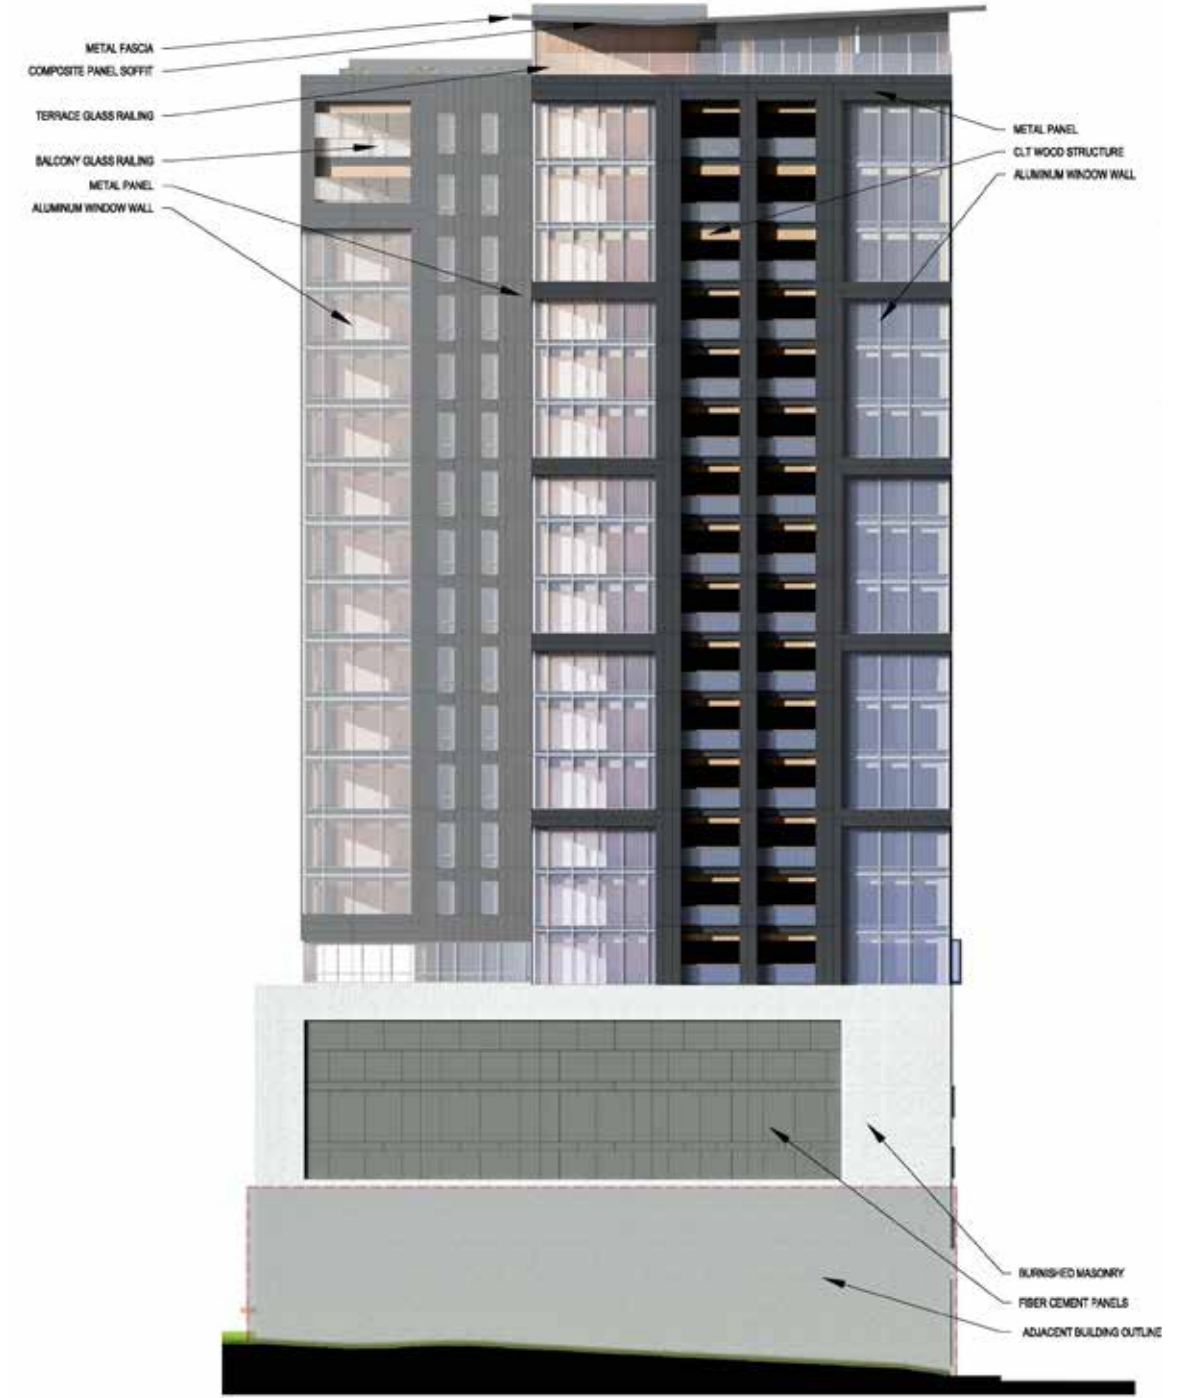 METAL FASCIA
COMPOSITE PANEL SOFFIT
TERRACE GLASS RAILING
BALCONY GLASS RAILING
METAL PANEL
ALUMINUM WINDOW WALL
METAL PANEL
CLT WOOD STRUCTURE
ALUMINUM WINDOW WALL
BURNISHED MASONRY
FIBER CEMENT PANELS
ADJACENT BUILDING OUTLINE